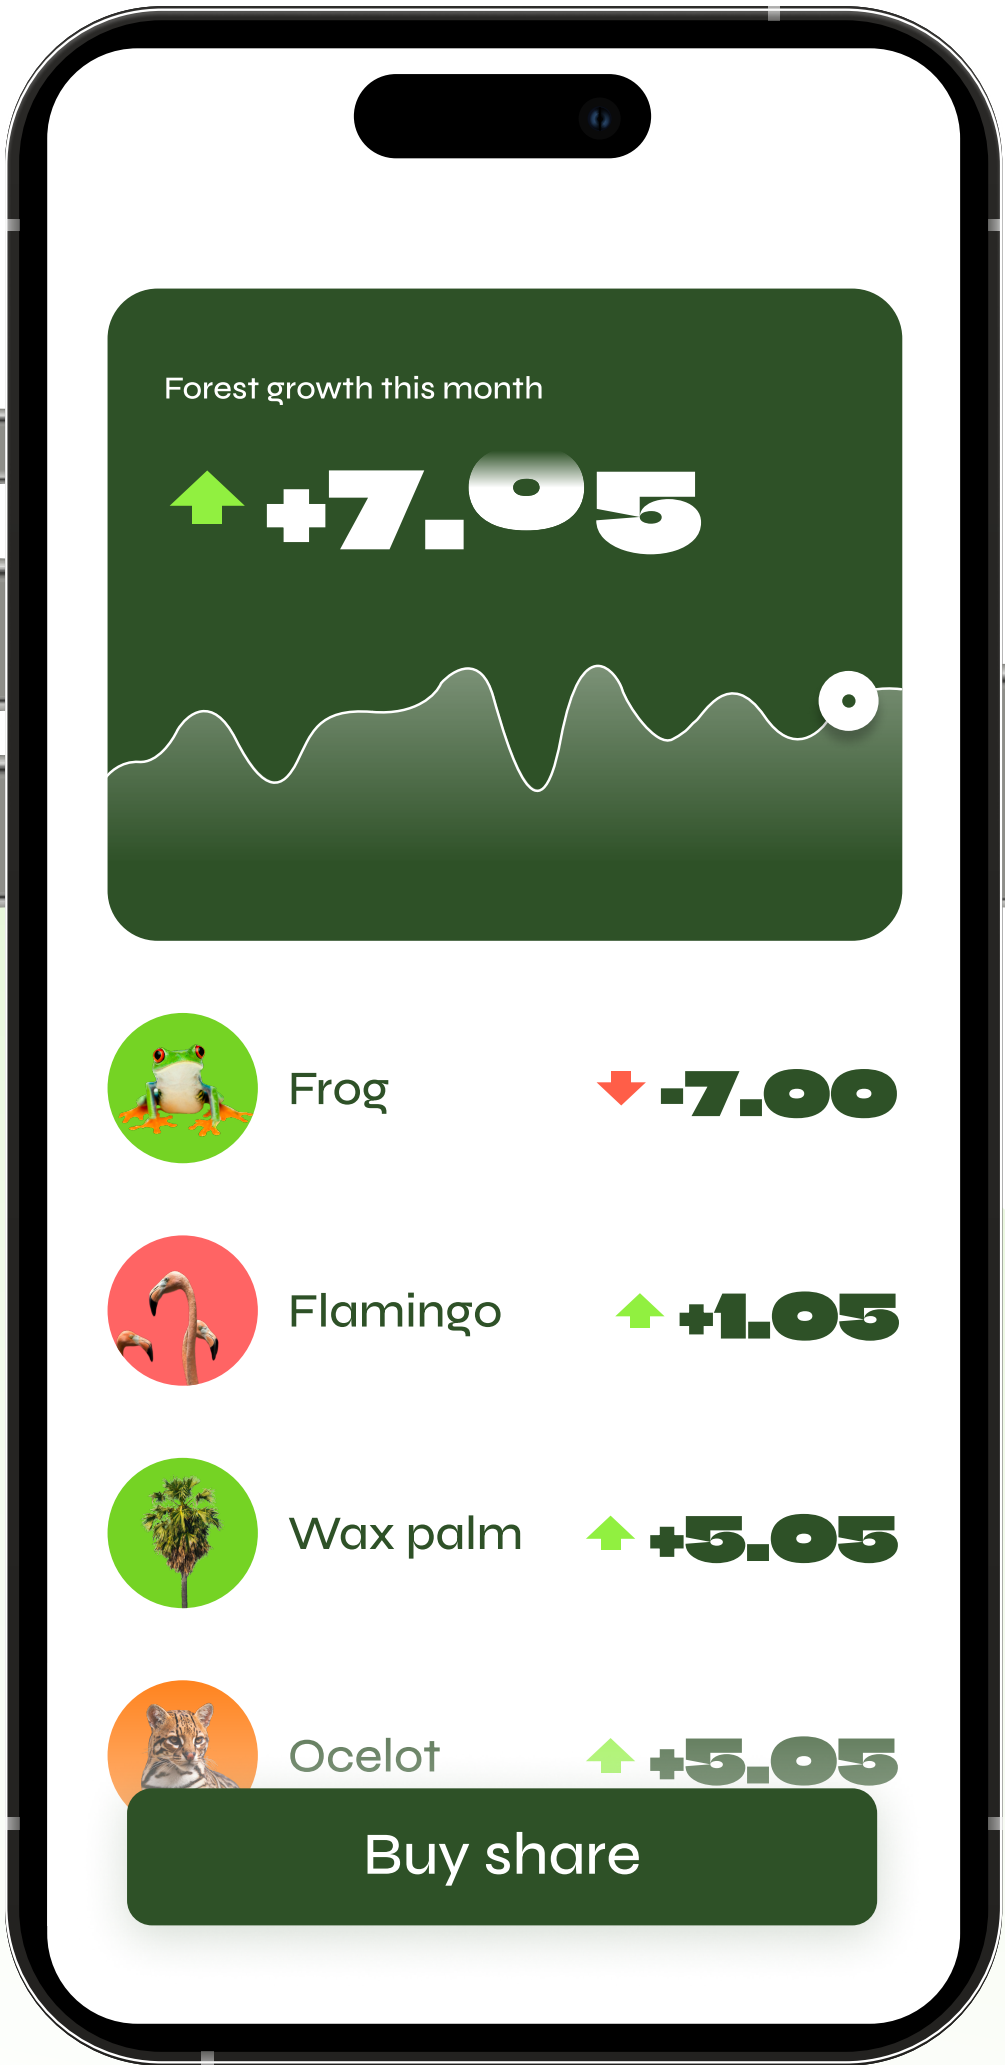 Forest growth this month
+7.05
Frog -7.00
Flamingo +1.05
Wax palm +5.05
Ocelot +5.05
Buy share